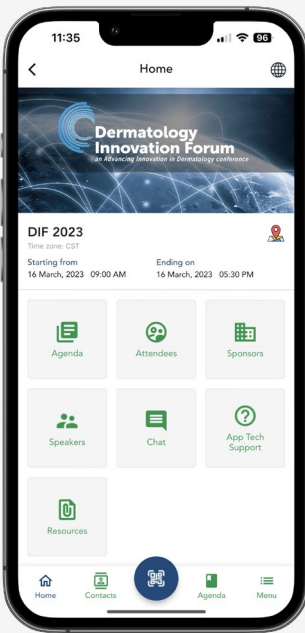 11:35
96
Home
Dermatology
Innovation Forum
an Advancing Innovation in Dermatology conference
DIF 2023
Time zone: CST
Starting from
Ending on
16 March, 2023 09:00 AM
16 March, 2023 05:30 PM
Agenda
Attendees
Sponsors
Speakers
Chat
App Tech
Support
Resources
Home
Contacts
Agenda
Menu